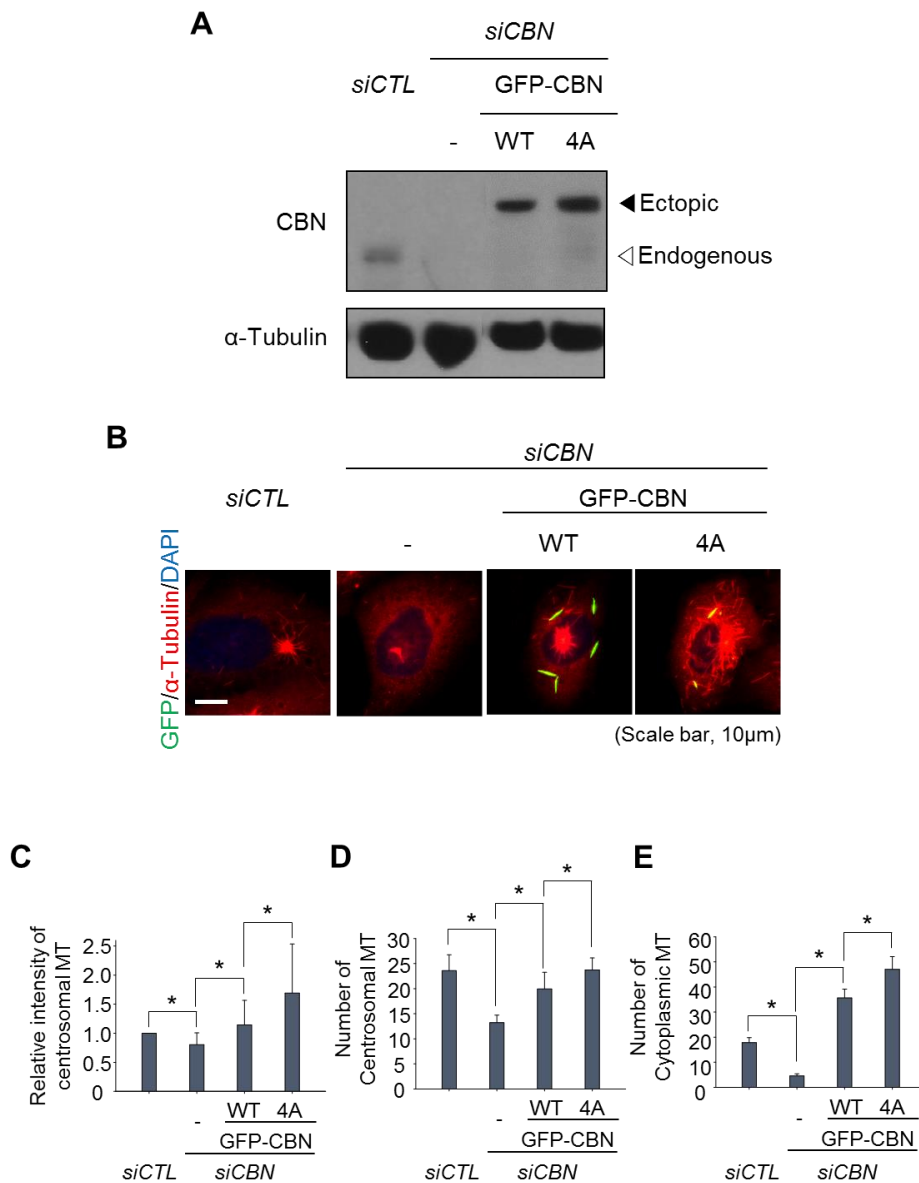 A
siCBN
siCTL
GFP-CBN
-
WT
4A
CBN
Ectopic
Endogenous
α-Tubulin
B
siCBN
siCTL
GFP-CBN
-
WT
4A
GFP/α-Tubulin/DAPI
(Scale bar, 10μm)
C
Relative intensity of
centrosomal MT
2.5
2.0
1.5
1.0
0.5
0
*
*
*
-
WT
4A
GFP-CBN
siCTL
siCBN
D
Number of
Centrosomal MT
30
25
20
15
10
5
0
*
*
*
-
WT
4A
GFP-CBN
siCTL
siCBN
E
Number of
Cytoplasmic MT
60
50
40
30
20
10
0
*
*
*
-
WT
4A
GFP-CBN
siCTL
siCBN